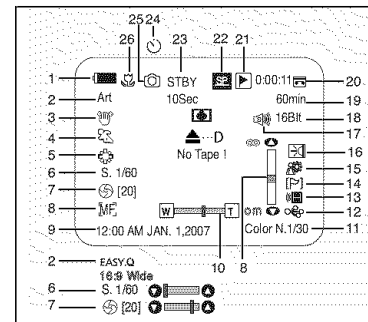 24
25
26 23 22 21
1 STBY SP 0:00:11 20
2 Art 10Sec 60min 19
3 16Bit 18
17
4 D
5 No Tape !
16
6 S. 1/60
15
7 [20] 14
8 MF W T 13
12
9 12:00 AM JAN. 1,2007 Color N.1/30 11
10 8
2 EASY.Q
16:9 Wide
6 S. 1/60
7 [20]